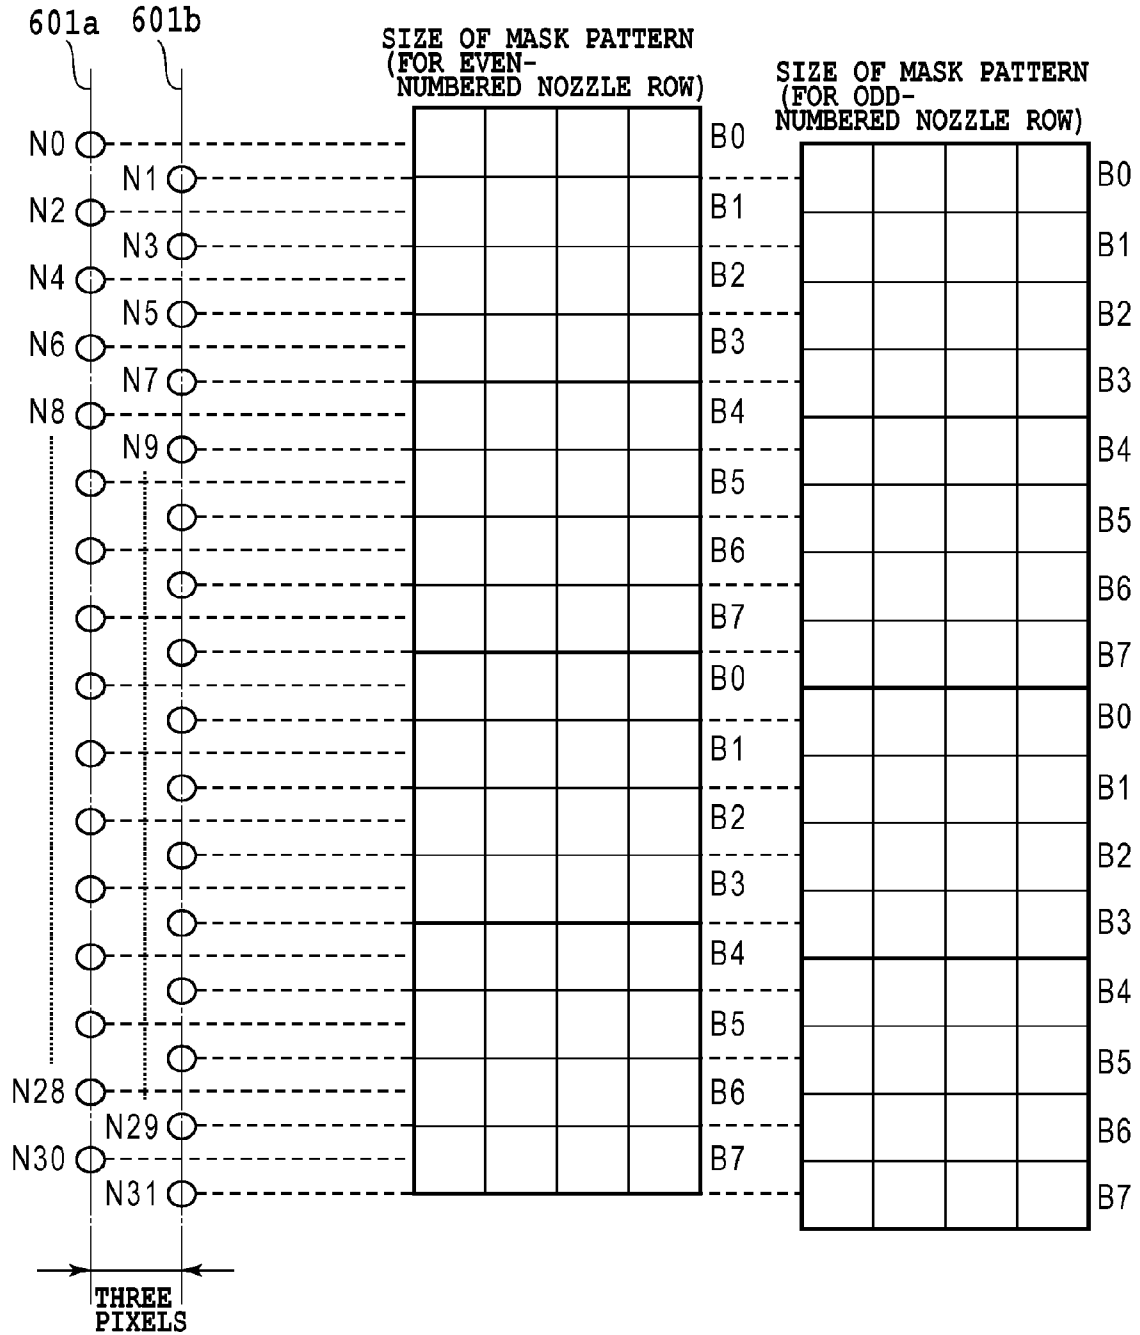 601a 601b
SIZE OF MASK PATTERN
(FOR EVEN-
NUMBERED NOZZLE ROW)
SIZE OF MASK PATTERN
(FOR ODD-
NUMBERED NOZZLE ROW)
N0 B0
N1 B0
N2 B1
N3 B1
N4 B2
N5 B2
N6 B3
N7 B3
N8 B4
N9 B4
B5
B5
B6
B6
B7
B7
B0
B0
B1
B1
B2
B2
B3
B3
B4
B4
B5
B5
N28 B6
N29 B6
N30 B7
N31 B7
THREE
PIXELS